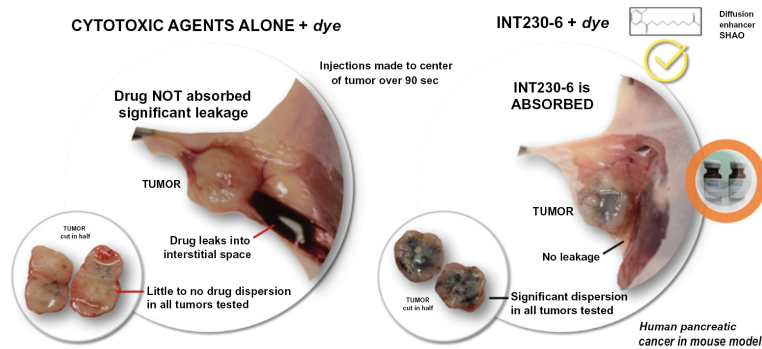 CYTOTOXIC AGENTS ALONE + dye
Injections made to center
of tumor over 90 sec
Drug NOT absorbed
significant leakage
TUMOR
Drug leaks into
interstitial space
TUMOR
cut in half
Little to no drug dispersion
in all tumors tested
INT230-6 + dye
Diffusion
enhancer
SHAO
INT230-6 is
ABSORBED
TUMOR
No leakage
TUMOR
cut in half
Significant dispersion
in all tumors tested
Human pancreatic
cancer in mouse model